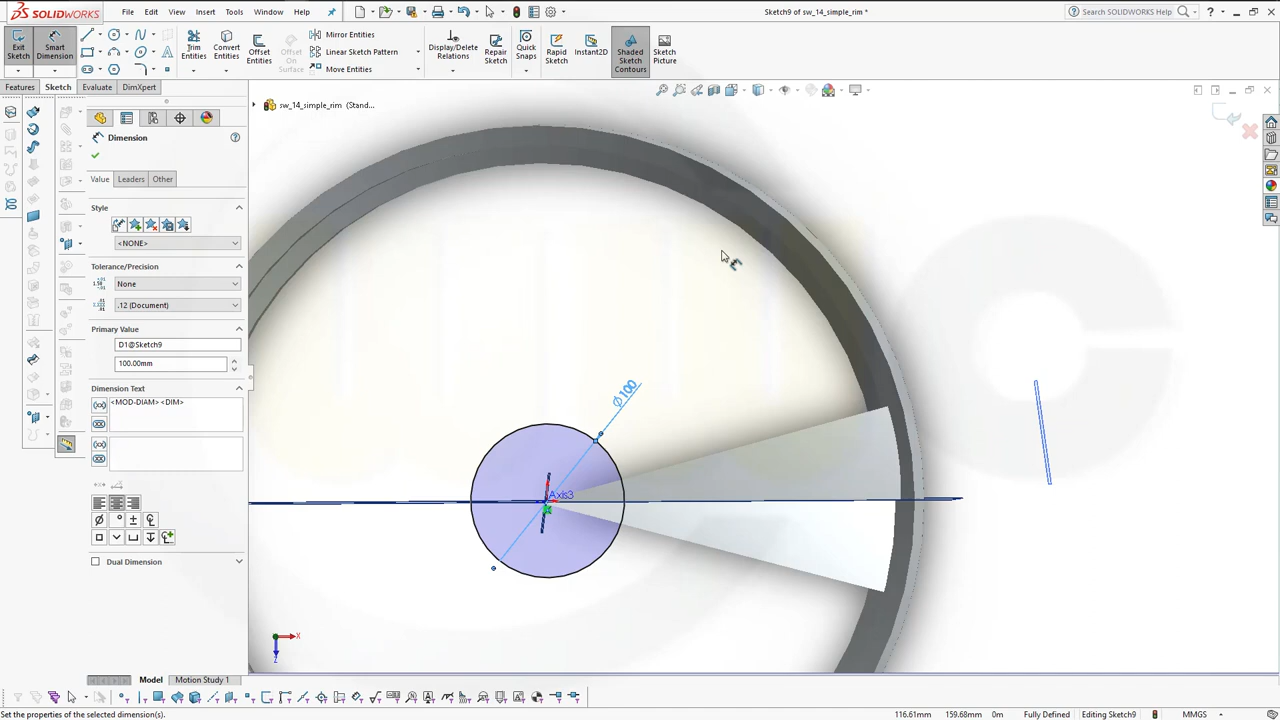 SOLIDWORKS
File Edit View Insert Tools Window Help
Sketch9 of sw_14_simple_rim *
Search SOLIDWORKS Help
Exit Sketch
Smart Dimension
Trim Entities
Convert Entities
Offset Entities
Offset On Surface
Mirror Entities
Linear Sketch Pattern
Move Entities
Display/Delete Relations
Repair Sketch
Quick Snaps
Rapid Sketch
Instant2D
Shaded Sketch Contours
Sketch Picture
Features Sketch Evaluate DimXpert
sw_14_simple_rim (Stand...
Dimension
Value Leaders Other
Style
<NONE>
Tolerance/Precision
None
.12 (Document)
Primary Value
D1@Sketch9
100.00mm
Dimension Text
<MOD-DIAM> <DIM>
Dual Dimension
Ø100
Axis3
X
Z
Model Motion Study 1
Set the properties of the selected dimension(s).
116.61mm 159.68mm 0m Fully Defined Editing Sketch9 MMGS